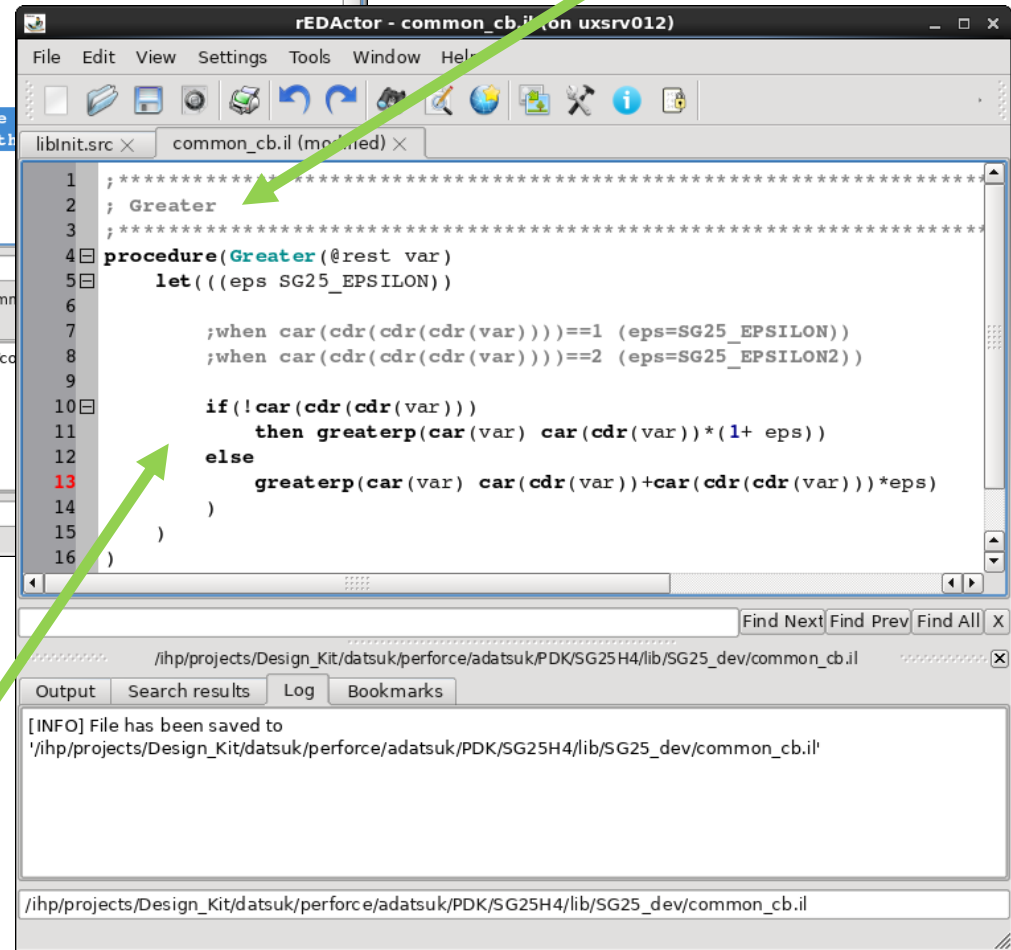 rEDActor - common_cb.il (on uxsrv012)
File Edit View Settings Tools Window Help
libInit.src
common_cb.il (modified)
1 ;**********************************************************************
2 ; Greater
3 ;**********************************************************************
4 procedure(Greater(@rest var)
5 let(((eps SG25_EPSILON))
6
7 ;when car(cdr(cdr(cdr(var))))==1 (eps=SG25_EPSILON))
8 ;when car(cdr(cdr(cdr(var))))==2 (eps=SG25_EPSILON2))
9
10 if(!car(cdr(cdr(var)))
11 then greaterp(car(var) car(cdr(var))*(1+ eps))
12 else
13 greaterp(car(var) car(cdr(var))+car(cdr(cdr(var)))*eps)
14 )
15 )
16 )
Find Next Find Prev Find All X
/ihp/projects/Design_Kit/datsuk/perforce/adatsuk/PDK/SG25H4/lib/SG25_dev/common_cb.il
Output Search results Log Bookmarks
[INFO] File has been saved to
'/ihp/projects/Design_Kit/datsuk/perforce/adatsuk/PDK/SG25H4/lib/SG25_dev/common_cb.il'
/ihp/projects/Design_Kit/datsuk/perforce/adatsuk/PDK/SG25H4/lib/SG25_dev/common_cb.il